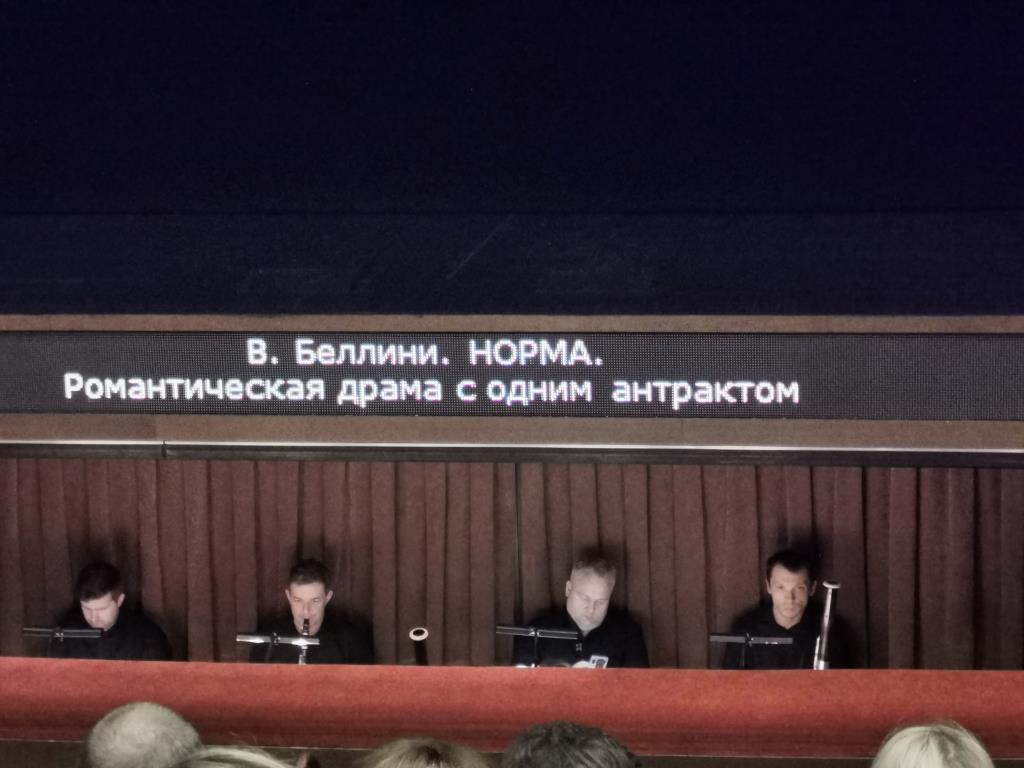 В. Беллини. НОРМА.
Романтическая драма с одним антрактом